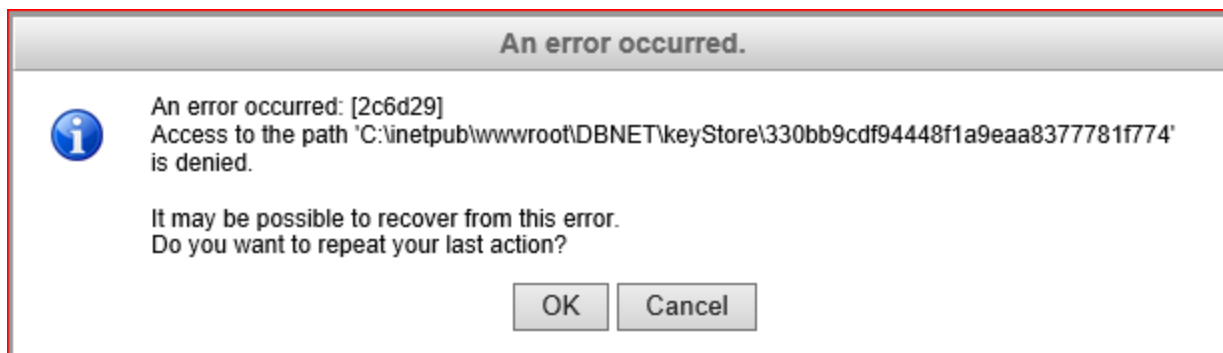 An error occurred.
An error occurred: [2c6d29]
Access to the path 'C:\inetpub\wwwroot\DBNET\keyStore\330bb9cdf94448f1a9eaa8377781f774'
is denied.
It may be possible to recover from this error.
Do you want to repeat your last action?
OK Cancel